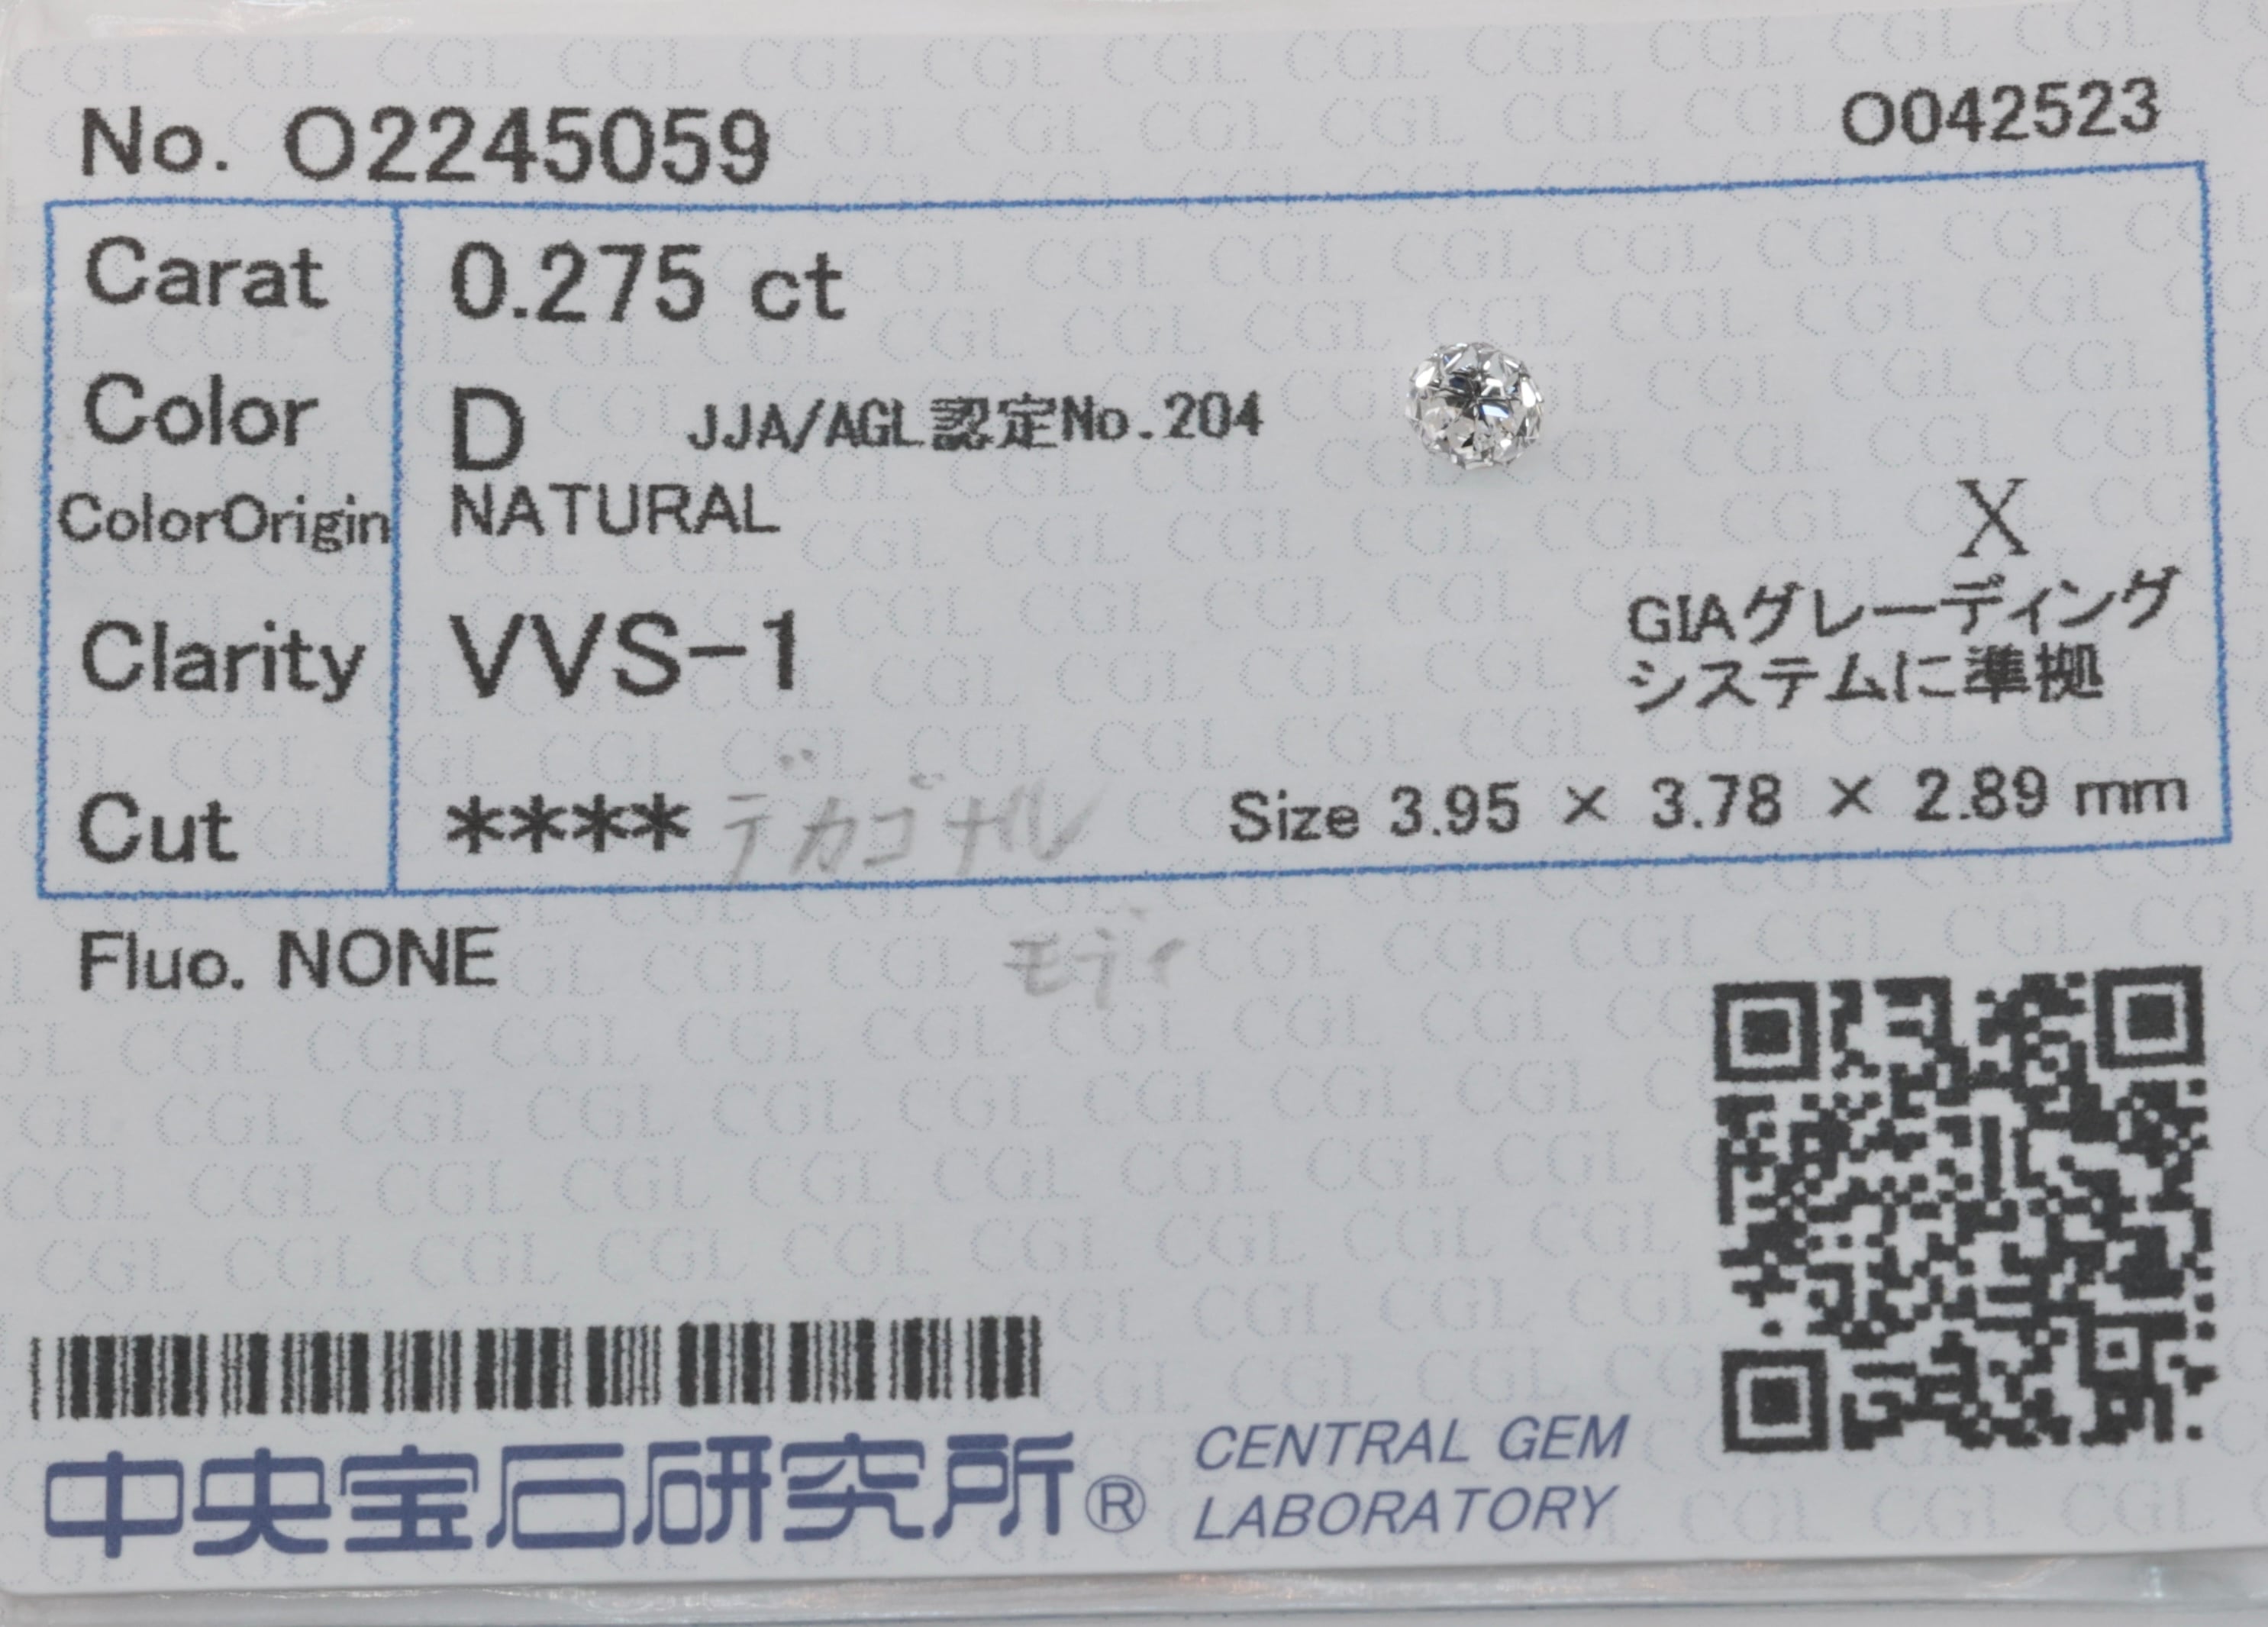 No. O2245059
O042523
Carat 0.275 ct
Color D JJA/AGL認定No.204
ColorOrigin NATURAL
X
Clarity VVS-1
GIAグレーディング
システムに準拠
Cut **** デカゴナル Size 3.95 × 3.78 × 2.89 mm
モディ
Fluo. NONE
中央宝石研究所® CENTRAL GEM
LABORATORY